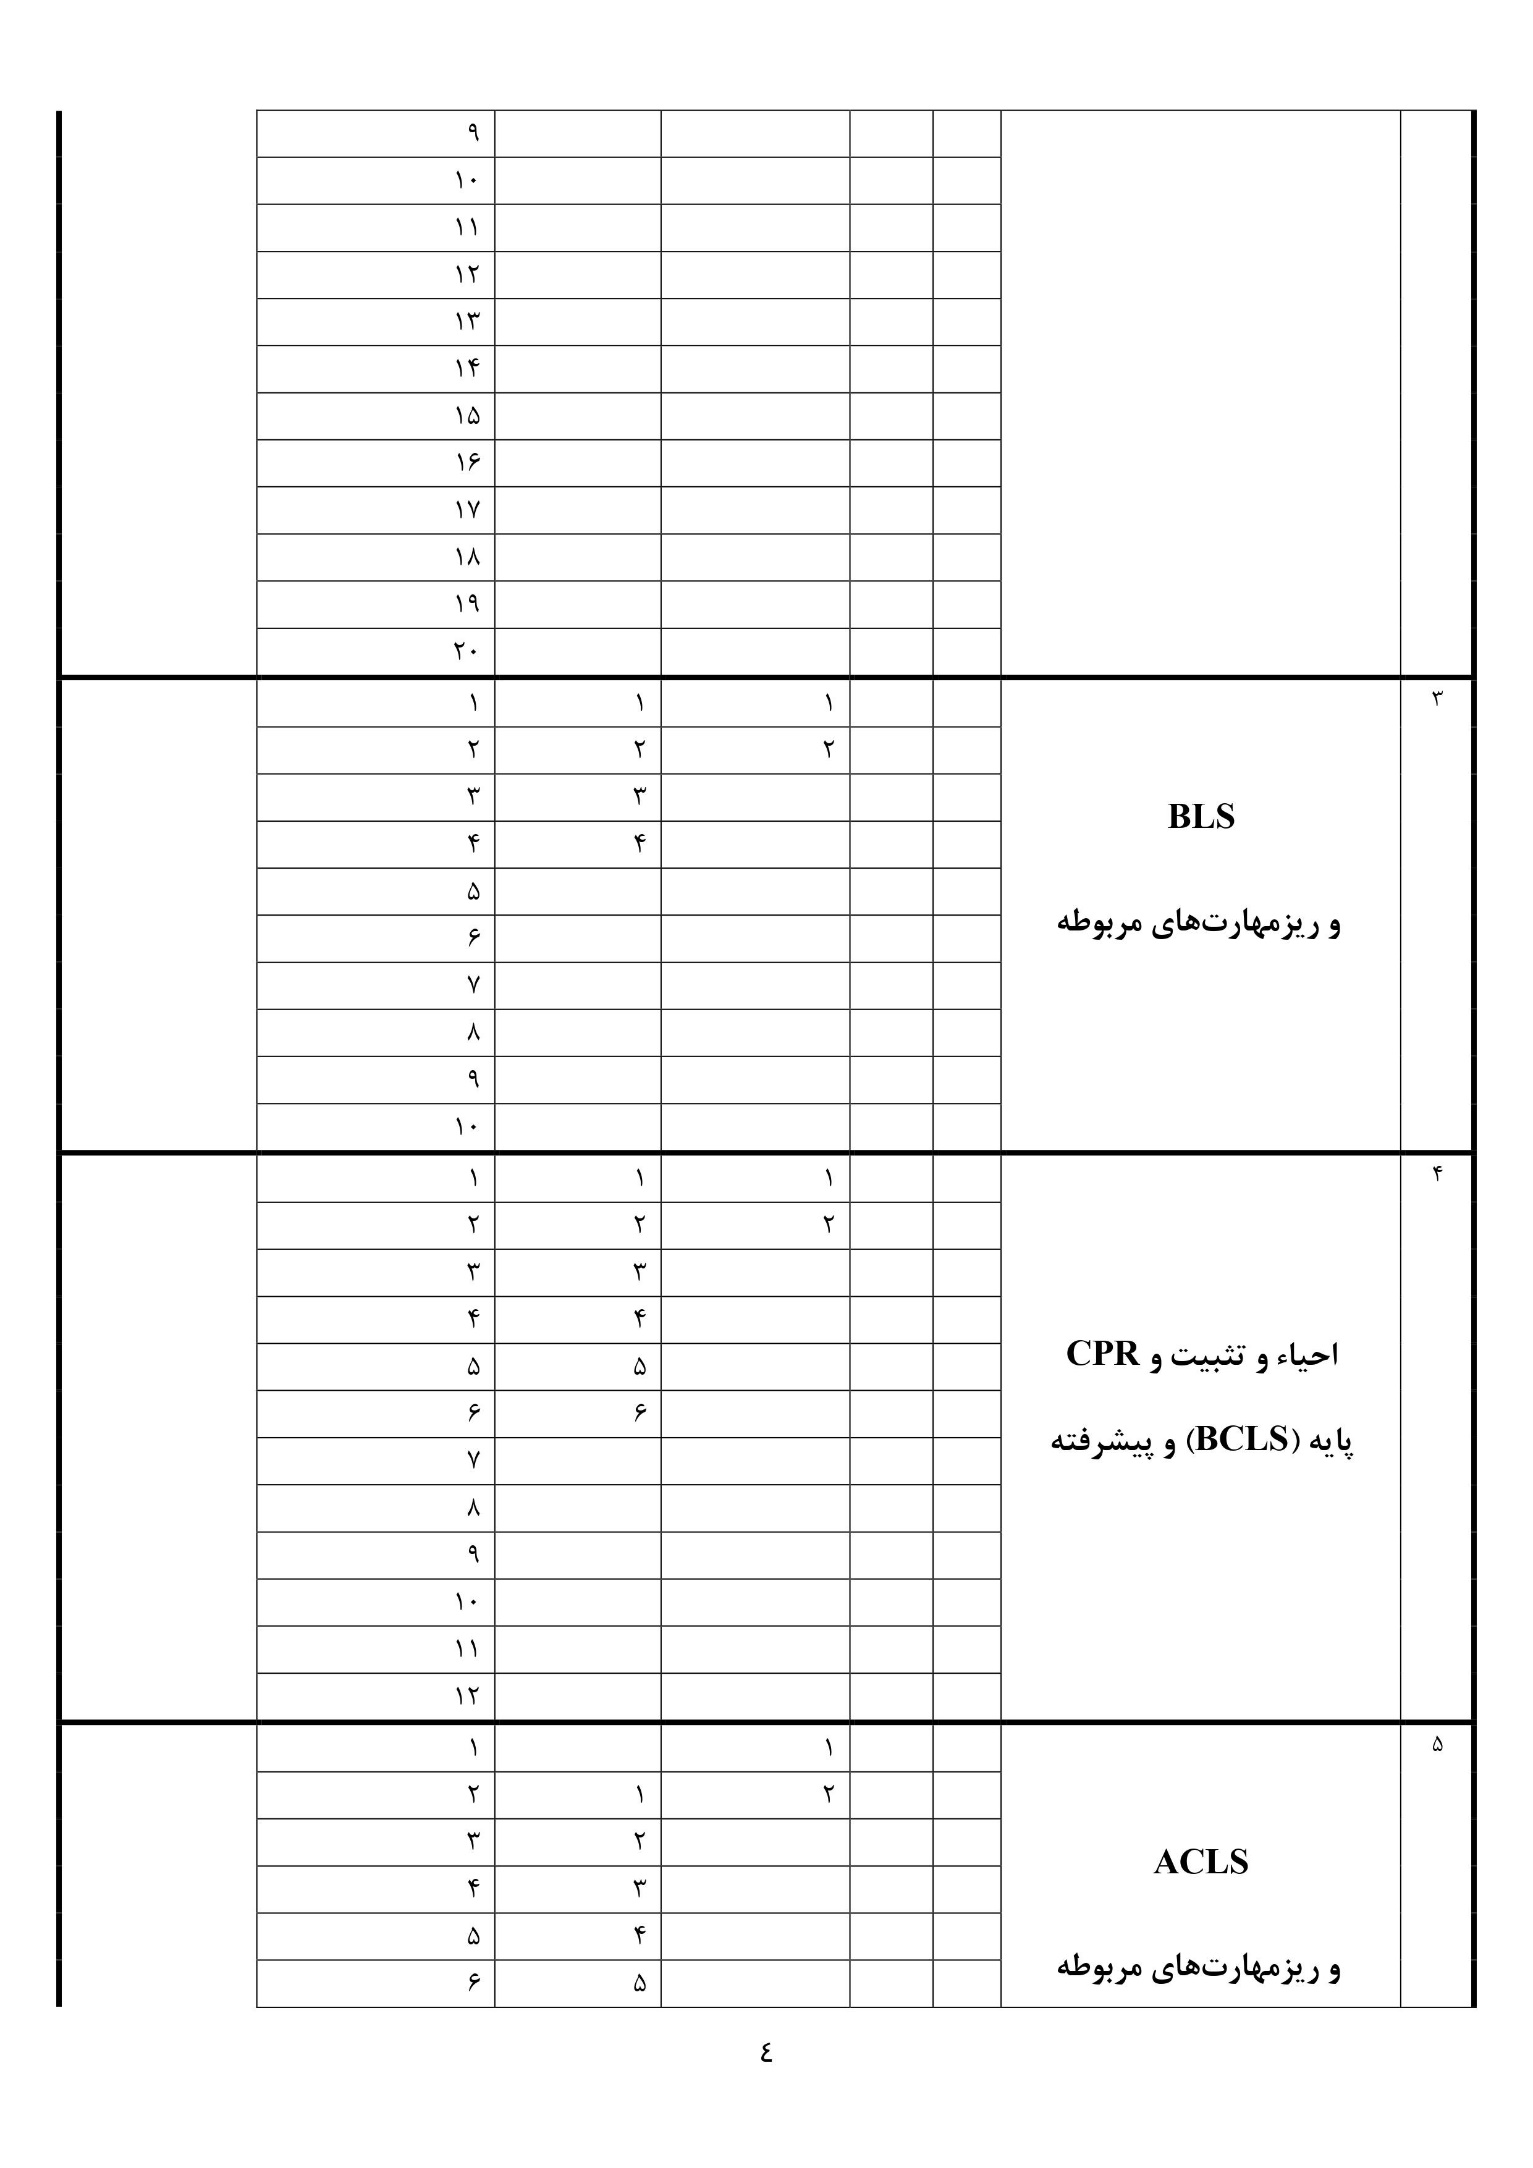 ۹
۱۰
۱۱
۱۲
۱۳
۱۴
۱۵
۱۶
۱۷
۱۸
۱۹
۲۰
۳ ۱ ۱ ۱
۲ ۲ ۲
۳ ۳
BLS
۴ ۴
۵
و ریزمهارت‌های مربوطه
۶
۷
۸
۹
۱۰
۴ ۱ ۱ ۱
۲ ۲ ۲
۳ ۳
۴ ۴
احیاء و تثبیت و CPR
۵ ۵
۶ ۶
پایه (BCLS) و پیشرفته
۷
۸
۹
۱۰
۱۱
۱۲
۵ ۱ ۱
۲ ۱ ۲
۲ ۳
ACLS
۳ ۴
۴ ۵
و ریزمهارت‌های مربوطه
۵ ۶
٤